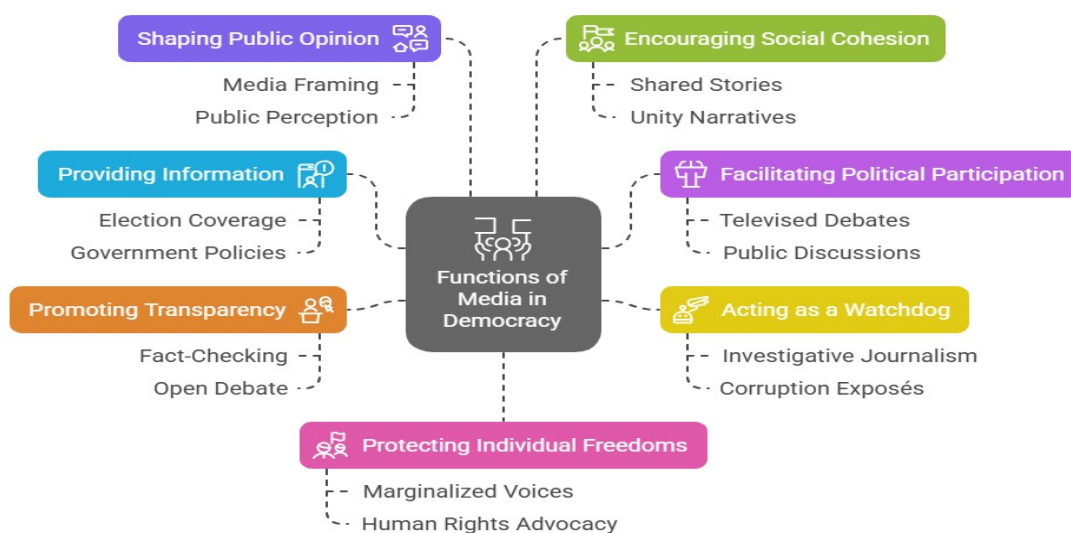 Shaping Public Opinion
Media Framing
Public Perception
Encouraging Social Cohesion
Shared Stories
Unity Narratives
Providing Information
Election Coverage
Government Policies
Facilitating Political Participation
Televised Debates
Public Discussions
Functions of
Media in
Democracy
Promoting Transparency
Fact-Checking
Open Debate
Acting as a Watchdog
Investigative Journalism
Corruption Exposés
Protecting Individual Freedoms
Marginalized Voices
Human Rights Advocacy